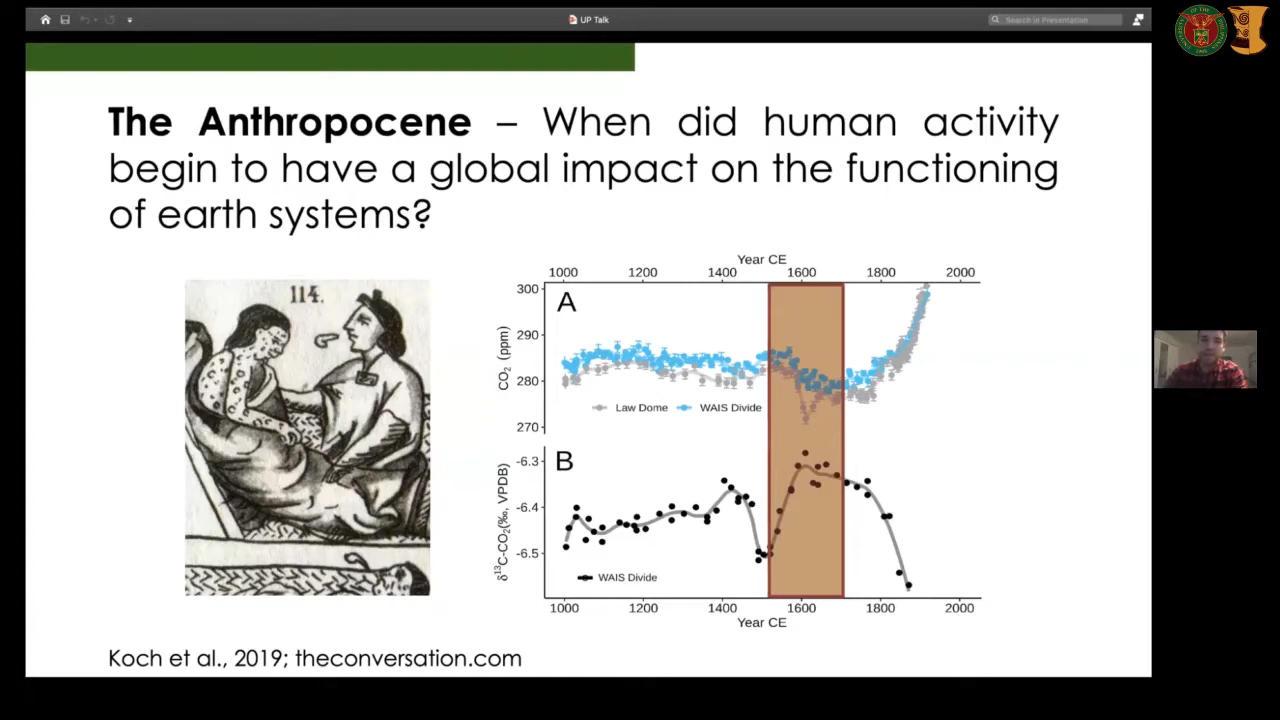 UP Talk
Search in Presentation
The Anthropocene – When did human activity
begin to have a global impact on the functioning
of earth systems?
114.
Year CE
1000 1200 1400 1600 1800 2000
A
300
290
280
270
CO₂ (ppm)
Law Dome WAIS Divide
B
-6.3
-6.4
-6.5
δ¹³C-CO₂(‰, VPDB)
WAIS Divide
1000 1200 1400 1600 1800 2000
Year CE
Koch et al., 2019; theconversation.com